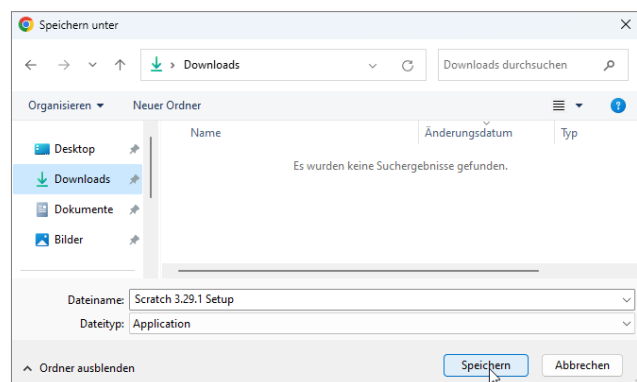 Speichern unter
Downloads
Downloads durchsuchen
Organisieren Neuer Ordner
Name Änderungsdatum Typ
Es wurden keine Suchergebnisse gefunden.
Desktop
Downloads
Dokumente
Bilder
Dateiname: Scratch 3.29.1 Setup
Dateityp: Application
Ordner ausblenden Speichern Abbrechen